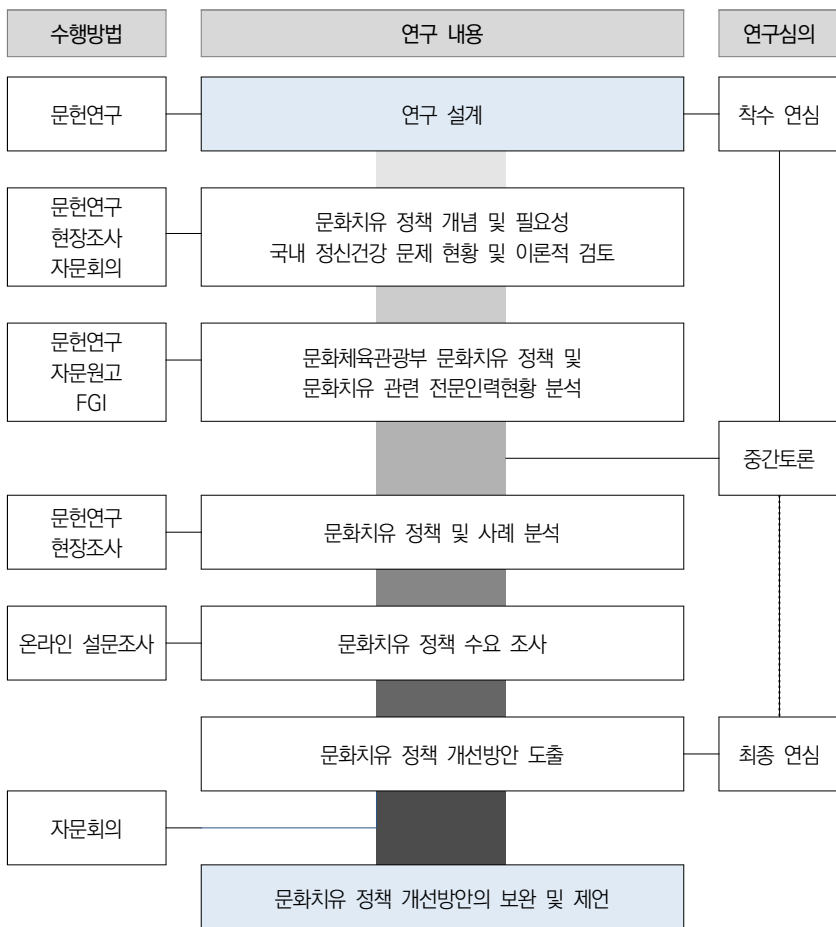 수행방법
연구 내용
연구심의
문헌연구
연구 설계
착수 연심
문헌연구
현장조사
자문회의
문화치유 정책 개념 및 필요성
국내 정신건강 문제 현황 및 이론적 검토
문헌연구
자문원고
FGI
문화체육관광부 문화치유 정책 및
문화치유 관련 전문인력현황 분석
중간토론
문헌연구
현장조사
문화치유 정책 및 사례 분석
온라인 설문조사
문화치유 정책 수요 조사
문화치유 정책 개선방안 도출
최종 연심
자문회의
문화치유 정책 개선방안의 보완 및 제언